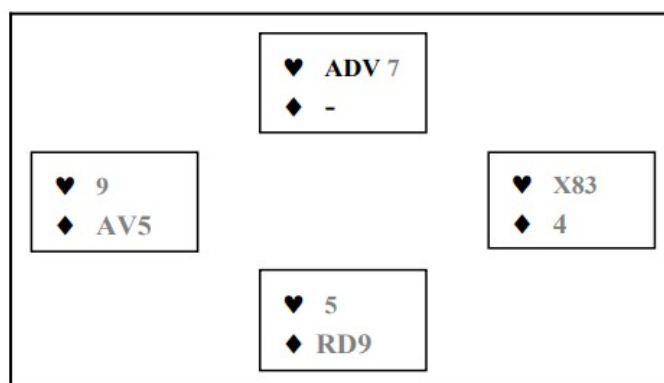 ♥ ADV 7
♦ -
♥ 9
♦ AV5
♥ X83
♦ 4
♥ 5
♦ RD9